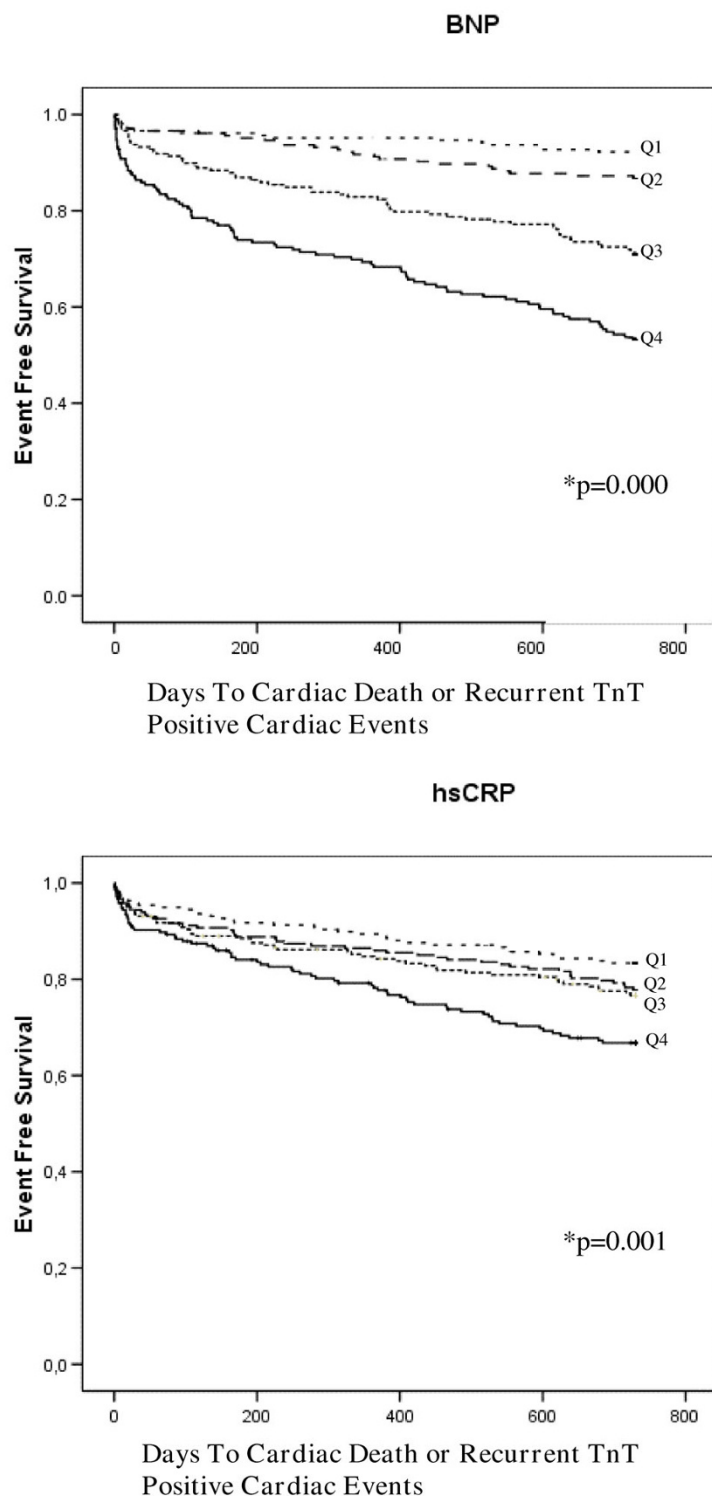 BNP
1.0
0.8
0.6
0.4
0.2
0.0
Event Free Survival
Q1
Q2
Q3
Q4
*p=0.000
0 200 400 600 800
Days To Cardiac Death or Recurrent TnT
Positive Cardiac Events
hsCRP
1,0
0,8
0,6
0,4
0,2
0,0
Event Free Survival
Q1
Q2
Q3
Q4
*p=0.001
0 200 400 600 800
Days To Cardiac Death or Recurrent TnT
Positive Cardiac Events